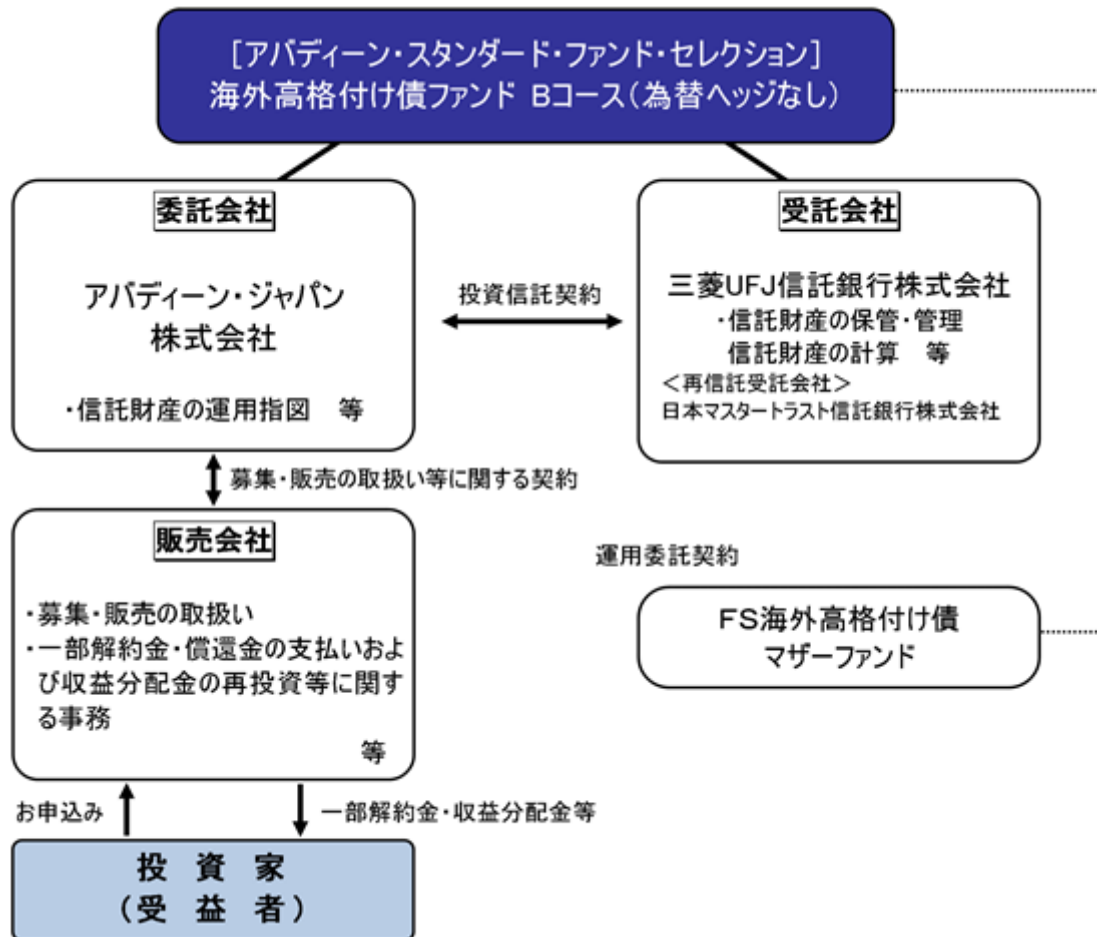 [アバディーン・スタンダード・ファンド・セレクション]
海外高格付け債ファンド Bコース(為替ヘッジなし)
委託会社
アバディーン・ジャパン
株式会社
・信託財産の運用指図 等
投資信託契約
受託会社
三菱UFJ信託銀行株式会社
・信託財産の保管・管理
信託財産の計算 等
<再信託受託会社>
日本マスタートラスト信託銀行株式会社
募集・販売の取扱い等に関する契約
販売会社
・募集・販売の取扱い
・一部解約金・償還金の支払いおよ
び収益分配金の再投資等に関す
る事務
等
運用委託契約
FS海外高格付け債
マザーファンド
お申込み
一部解約金・収益分配金等
投 資 家
(受 益 者)